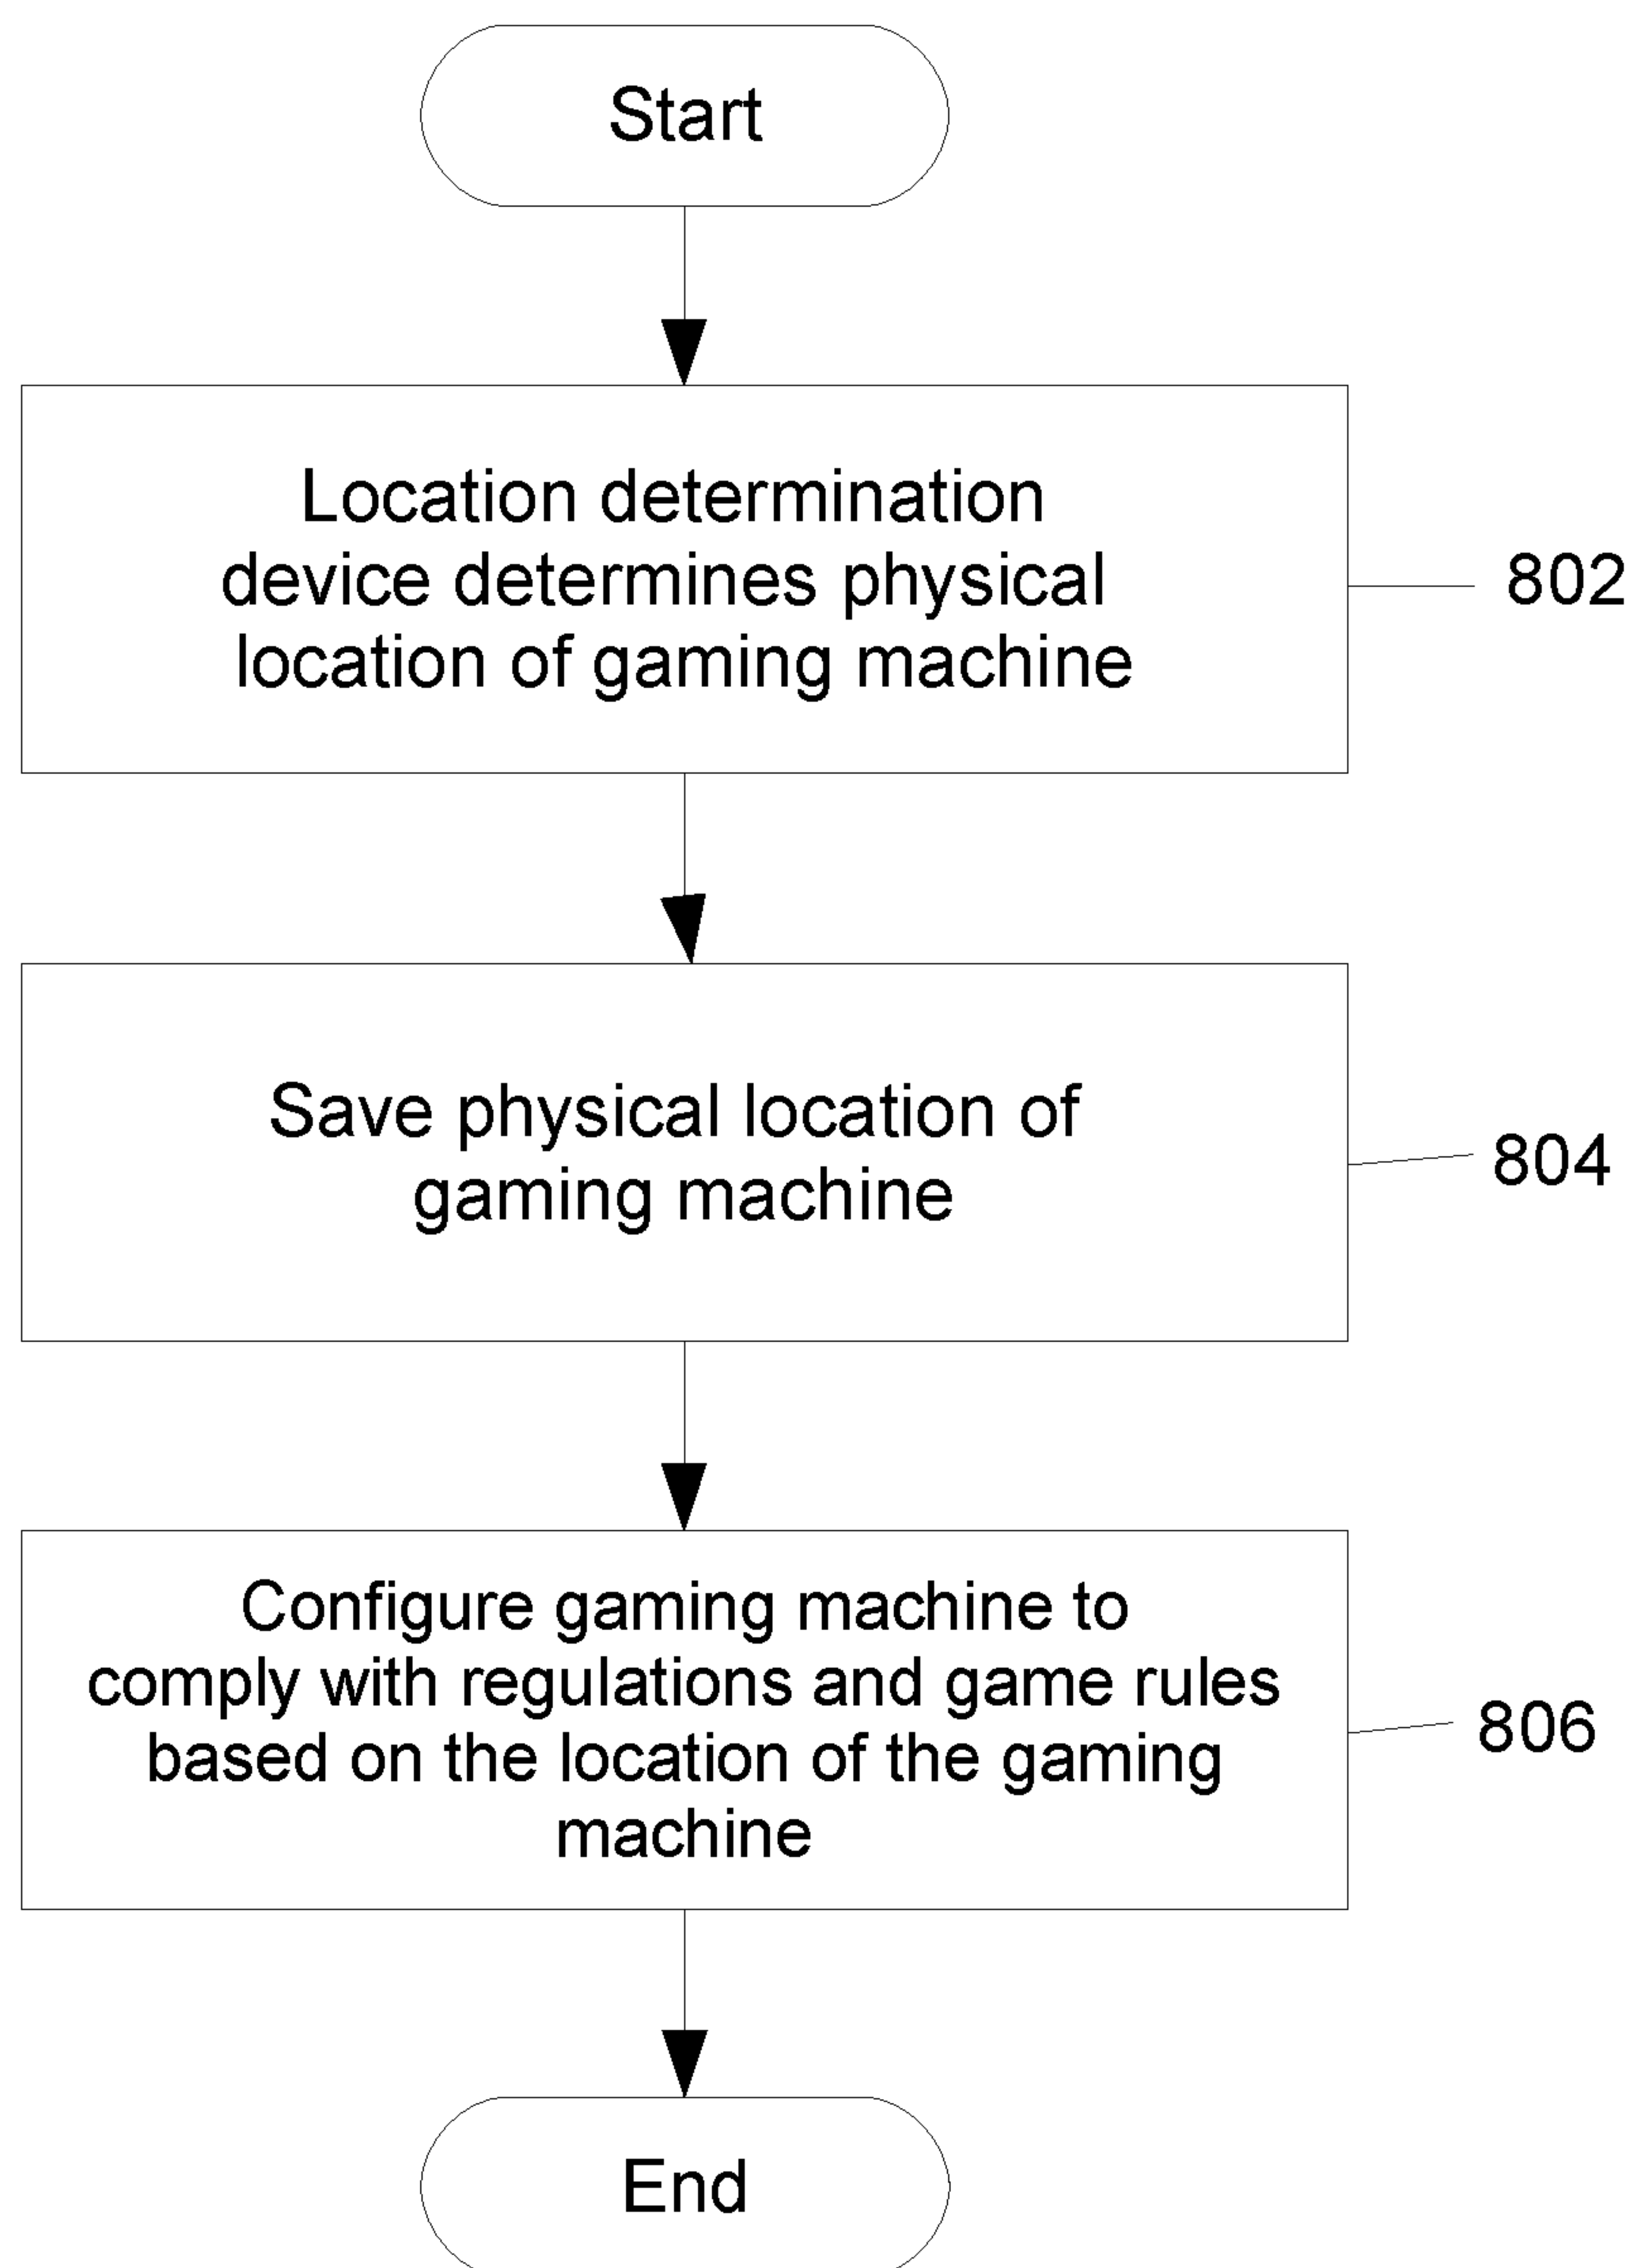 Start
Location determination
device determines physical
location of gaming machine
802
Save physical location of
gaming machine
804
Configure gaming machine to
comply with regulations and game rules
based on the location of the gaming
machine
806
End